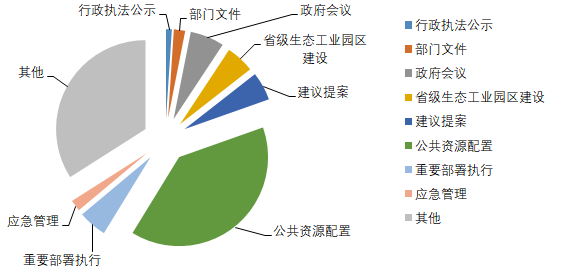 行政执法公示
部门文件
政府会议
省级生态工业园区
建设
建议提案
公共资源配置
重要部署执行
应急管理
其他
行政执法公示
部门文件
政府会议
省级生态工业园区建设
建议提案
公共资源配置
重要部署执行
应急管理
其他